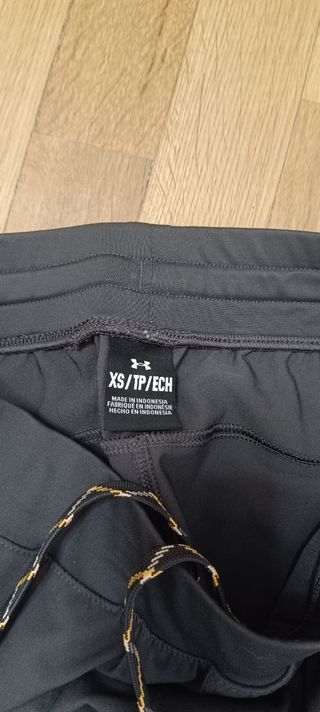 XS/TP/ECH
MADE IN INDONESIA
FABRIQUÉ EN INDONÉSIE
HECHO EN INDONESIA